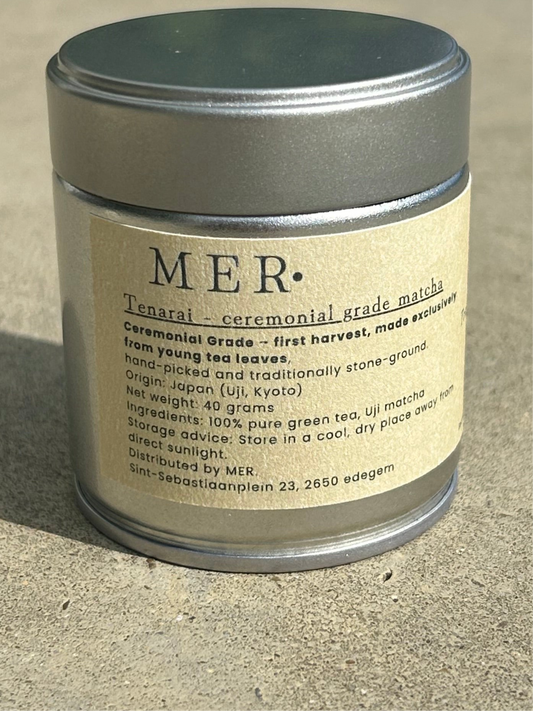 MER•
Tenarai - ceremonial grade matcha
Ceremonial Grade – first harvest, made exclusively
from young tea leaves,
hand-picked and traditionally stone-ground.
Origin: Japan (Uji, Kyoto)
Net weight: 40 grams
Ingredients: 100% pure green tea, Uji matcha
Storage advice: Store in a cool, dry place away from
direct sunlight.
Distributed by MER.
Sint-Sebastiaanplein 23, 2650 edegem